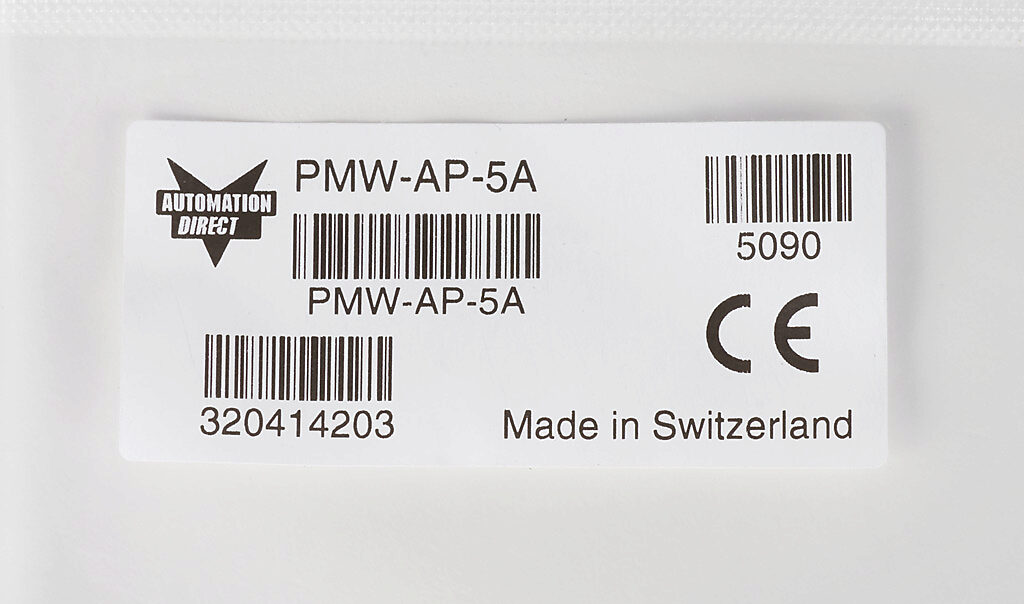 AUTOMATION
DIRECT
PMW-AP-5A
PMW-AP-5A
5090
CE
320414203
Made in Switzerland